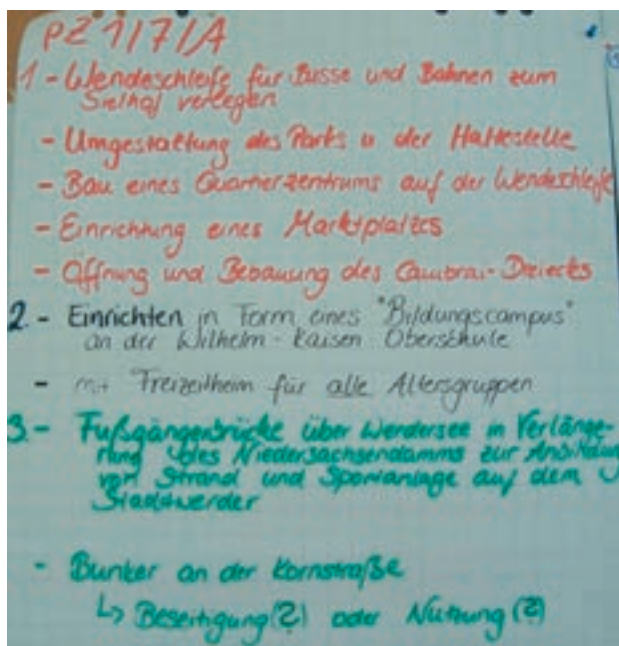 PZ 1/7/A
1 - Wendeschleife für Busse und Bahnen zum
Sielhof verlegen
- Umgestaltung des Parks u der Haltestelle
- Bau eines Quartierzentrums auf der Wendeschleife
- Einrichtung eines Marktplatzes
- Öffnung und Bebauung des Cambrai-Dreiecks
2. - Einrichten in Form eines "Bildungscampus"
an der Wilhelm-Kaisen Oberschule
- mit Freizeitheim für alle Altersgruppen
3. - Fußgängerbrücke über Werdersee in Verlänge-
rung des Niedersachsendamms zur Anbindung
von Strand und Sportanlage auf dem
Stadtwerder
- Bunker an der Kornstraße
↳ Beseitigung(?) oder Nutzung(?)